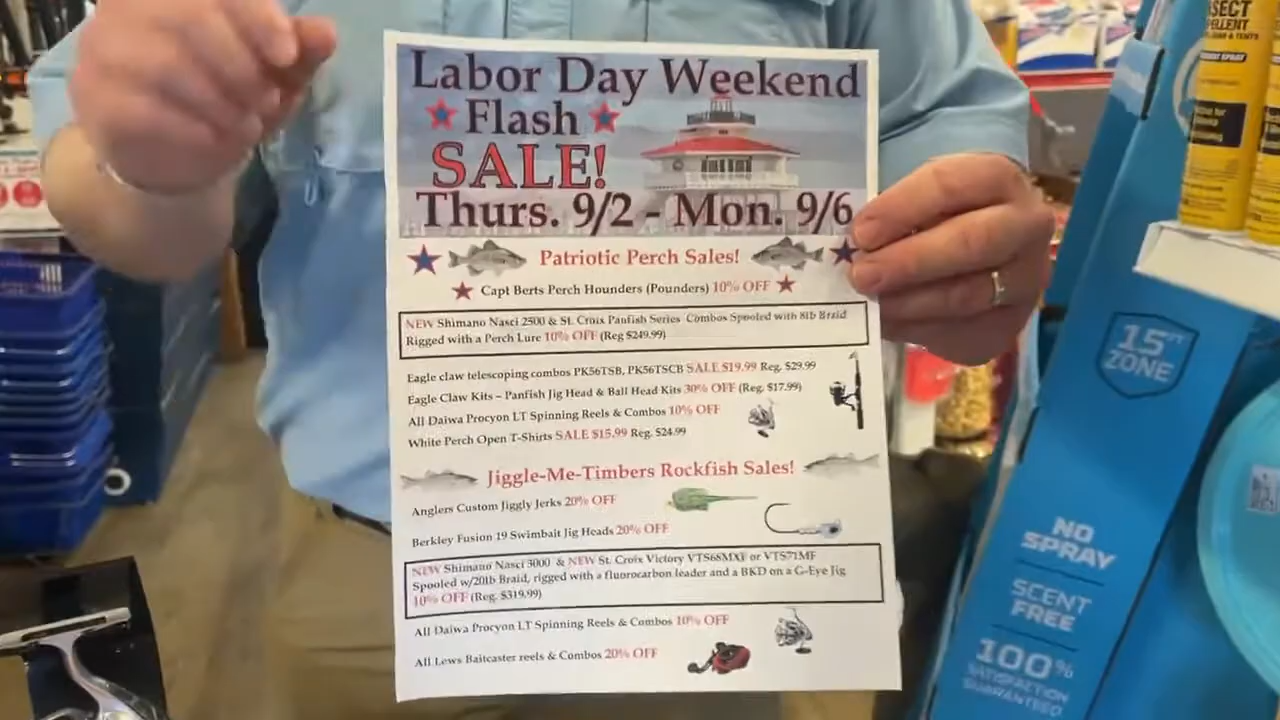 Labor Day Weekend
Flash
SALE!
Thurs. 9/2 - Mon. 9/6
Patriotic Perch Sales!
Capt Berts Perch Hounders (Pounders) 10% OFF
NEW Shimano Nasci 2500 & St. Croix Panfish Series Combos Spooled with 8lb Braid
Rigged with a Perch Lure 10% OFF (Reg $249.99)
Eagle claw telescoping combos PK56TSB, PK56TSCB SALE $19.99 Reg. $29.99
Eagle Claw Kits – Panfish Jig Head & Ball Head Kits 30% OFF (Reg. $17.99)
All Daiwa Procyon LT Spinning Reels & Combos 10% OFF
White Perch Open T-Shirts SALE $15.99 Reg. $24.99
Jiggle-Me-Timbers Rockfish Sales!
Anglers Custom Jiggly Jerks 20% OFF
Berkley Fusion 19 Swimbait Jig Heads 20% OFF
NEW Shimano Nasci 3000 & NEW St. Croix Victory VTS68MXF or VTS71MF
Spooled w/20lb Braid, rigged with a fluorocarbon leader and a BKD on a G-Eye Jig
10% OFF (Reg. $319.99)
All Daiwa Procyon LT Spinning Reels & Combos 10% OFF
All Lews Baitcaster reels & Combos 20% OFF
15 FT
ZONE
NO
SPRAY
SCENT
FREE
100%
SATISFACTION
GUARANTEED